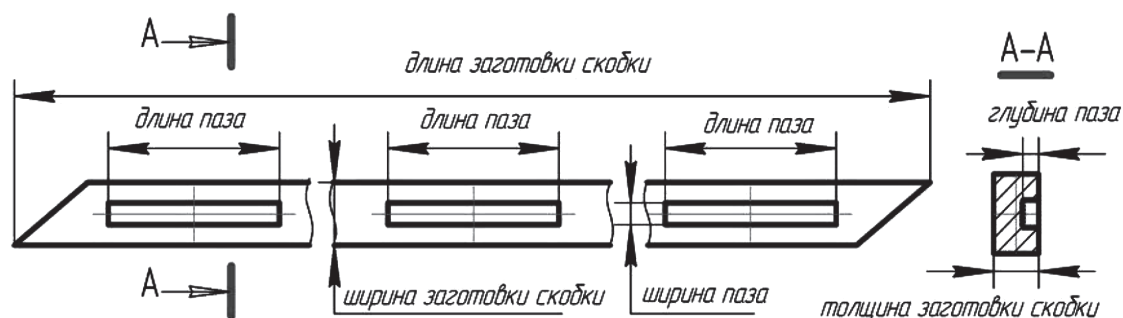 А
А-А
длина заготовки скобки
длина паза
длина паза
длина паза
глубина паза
А
ширина заготовки скобки
ширина паза
толщина заготовки скобки